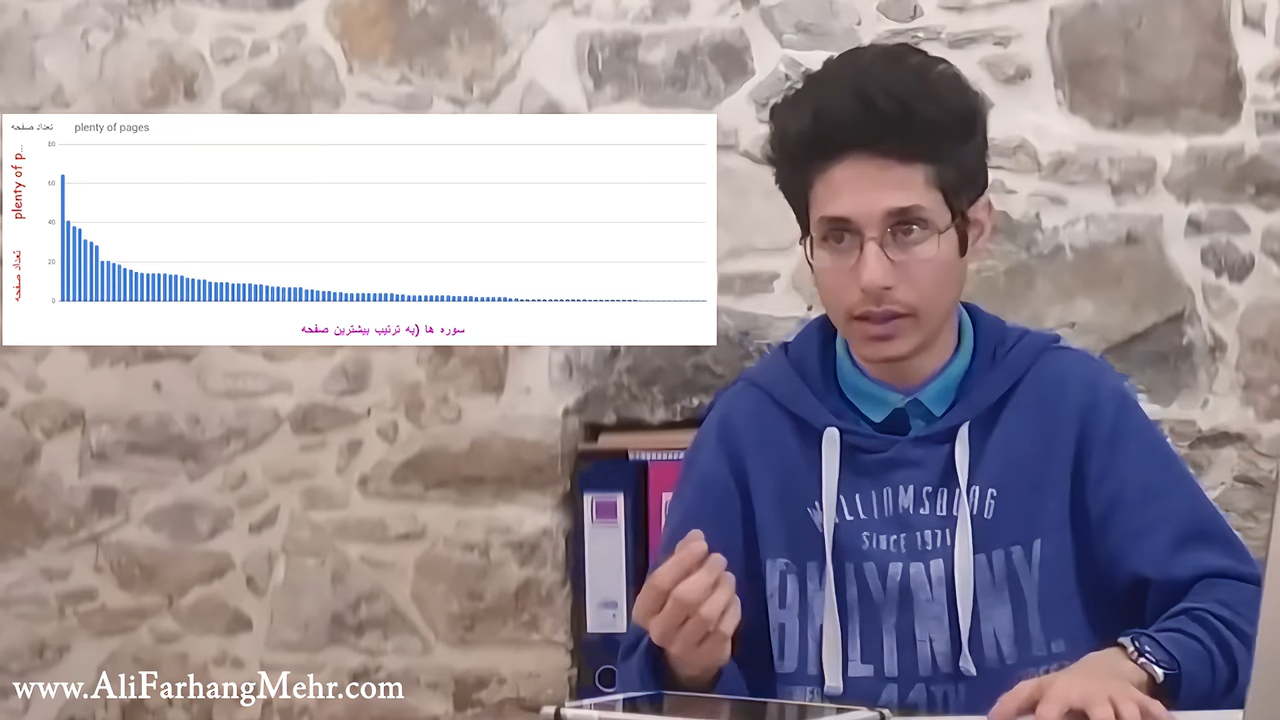 تعداد صفحه plenty of pages
80
60
40
20
0
plenty of p...
تعداد صفحه
سوره ها (به ترتیب بیشترین صفحه
WILLIAMSBURG
SINCE 1971
BKLYN NY.
11TH
www.AliFarhangMehr.com